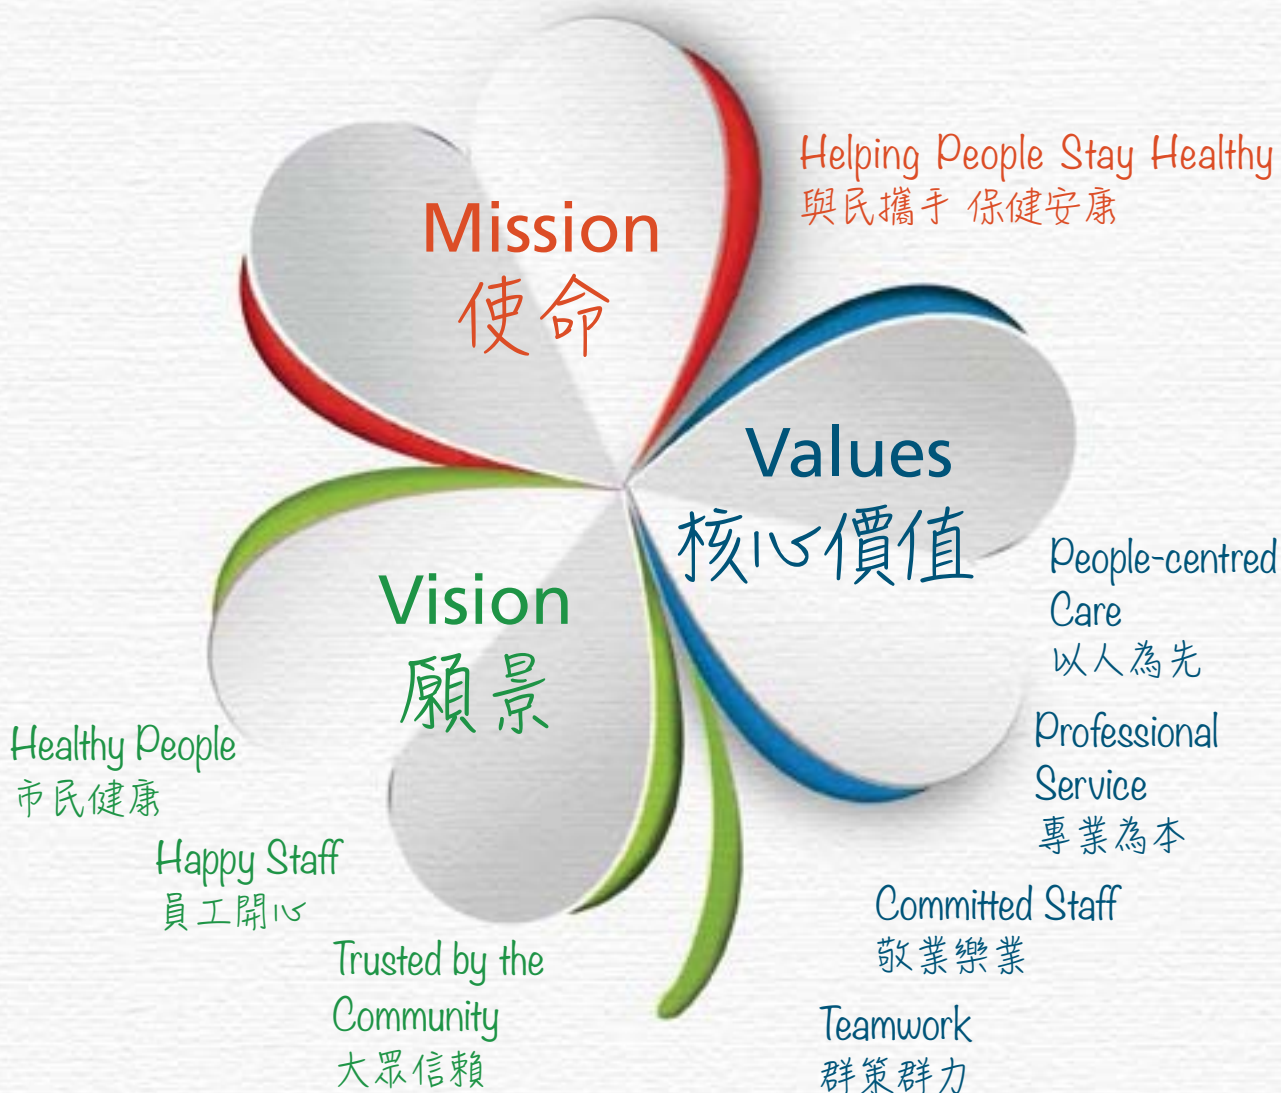 Mission
使命
Helping People Stay Healthy
與民攜手 保健安康
Values
核心價值
People-centred
Care
以人為先
Professional
Service
專業為本
Committed Staff
敬業樂業
Teamwork
群策群力
Vision
願景
Healthy People
市民健康
Happy Staff
員工開心
Trusted by the
Community
大眾信賴